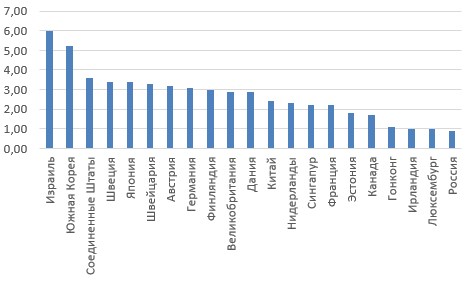 7,00
6,00
5,00
4,00
3,00
2,00
1,00
0,00
Израиль
Южная Корея
Соединенные Штаты
Швеция
Япония
Швейцария
Австрия
Германия
Финляндия
Великобритания
Дания
Китай
Нидерланды
Сингапур
Франция
Эстония
Канада
Гонконг
Ирландия
Люксембург
Россия